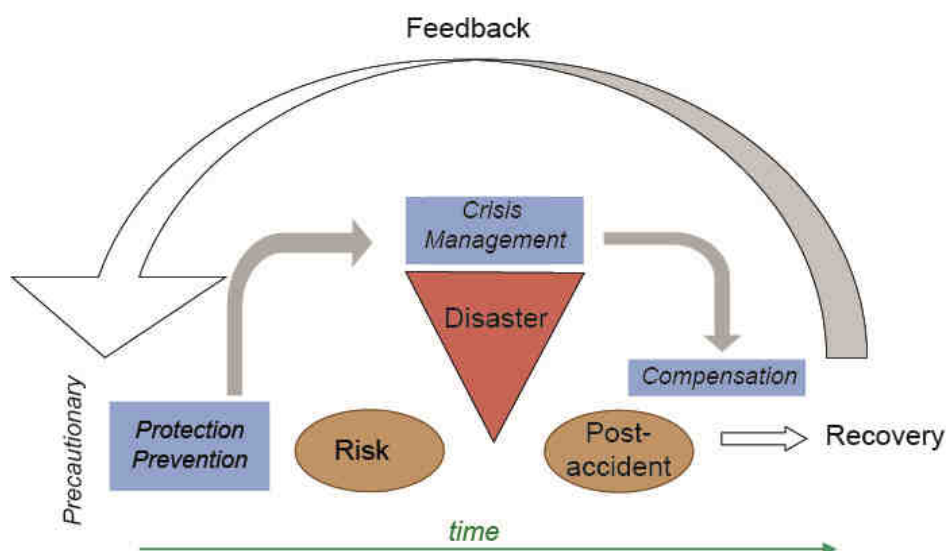 Feedback
Crisis
Management
Disaster
Compensation
Precautionary
Protection
Prevention
Risk
Post-
accident
Recovery
time